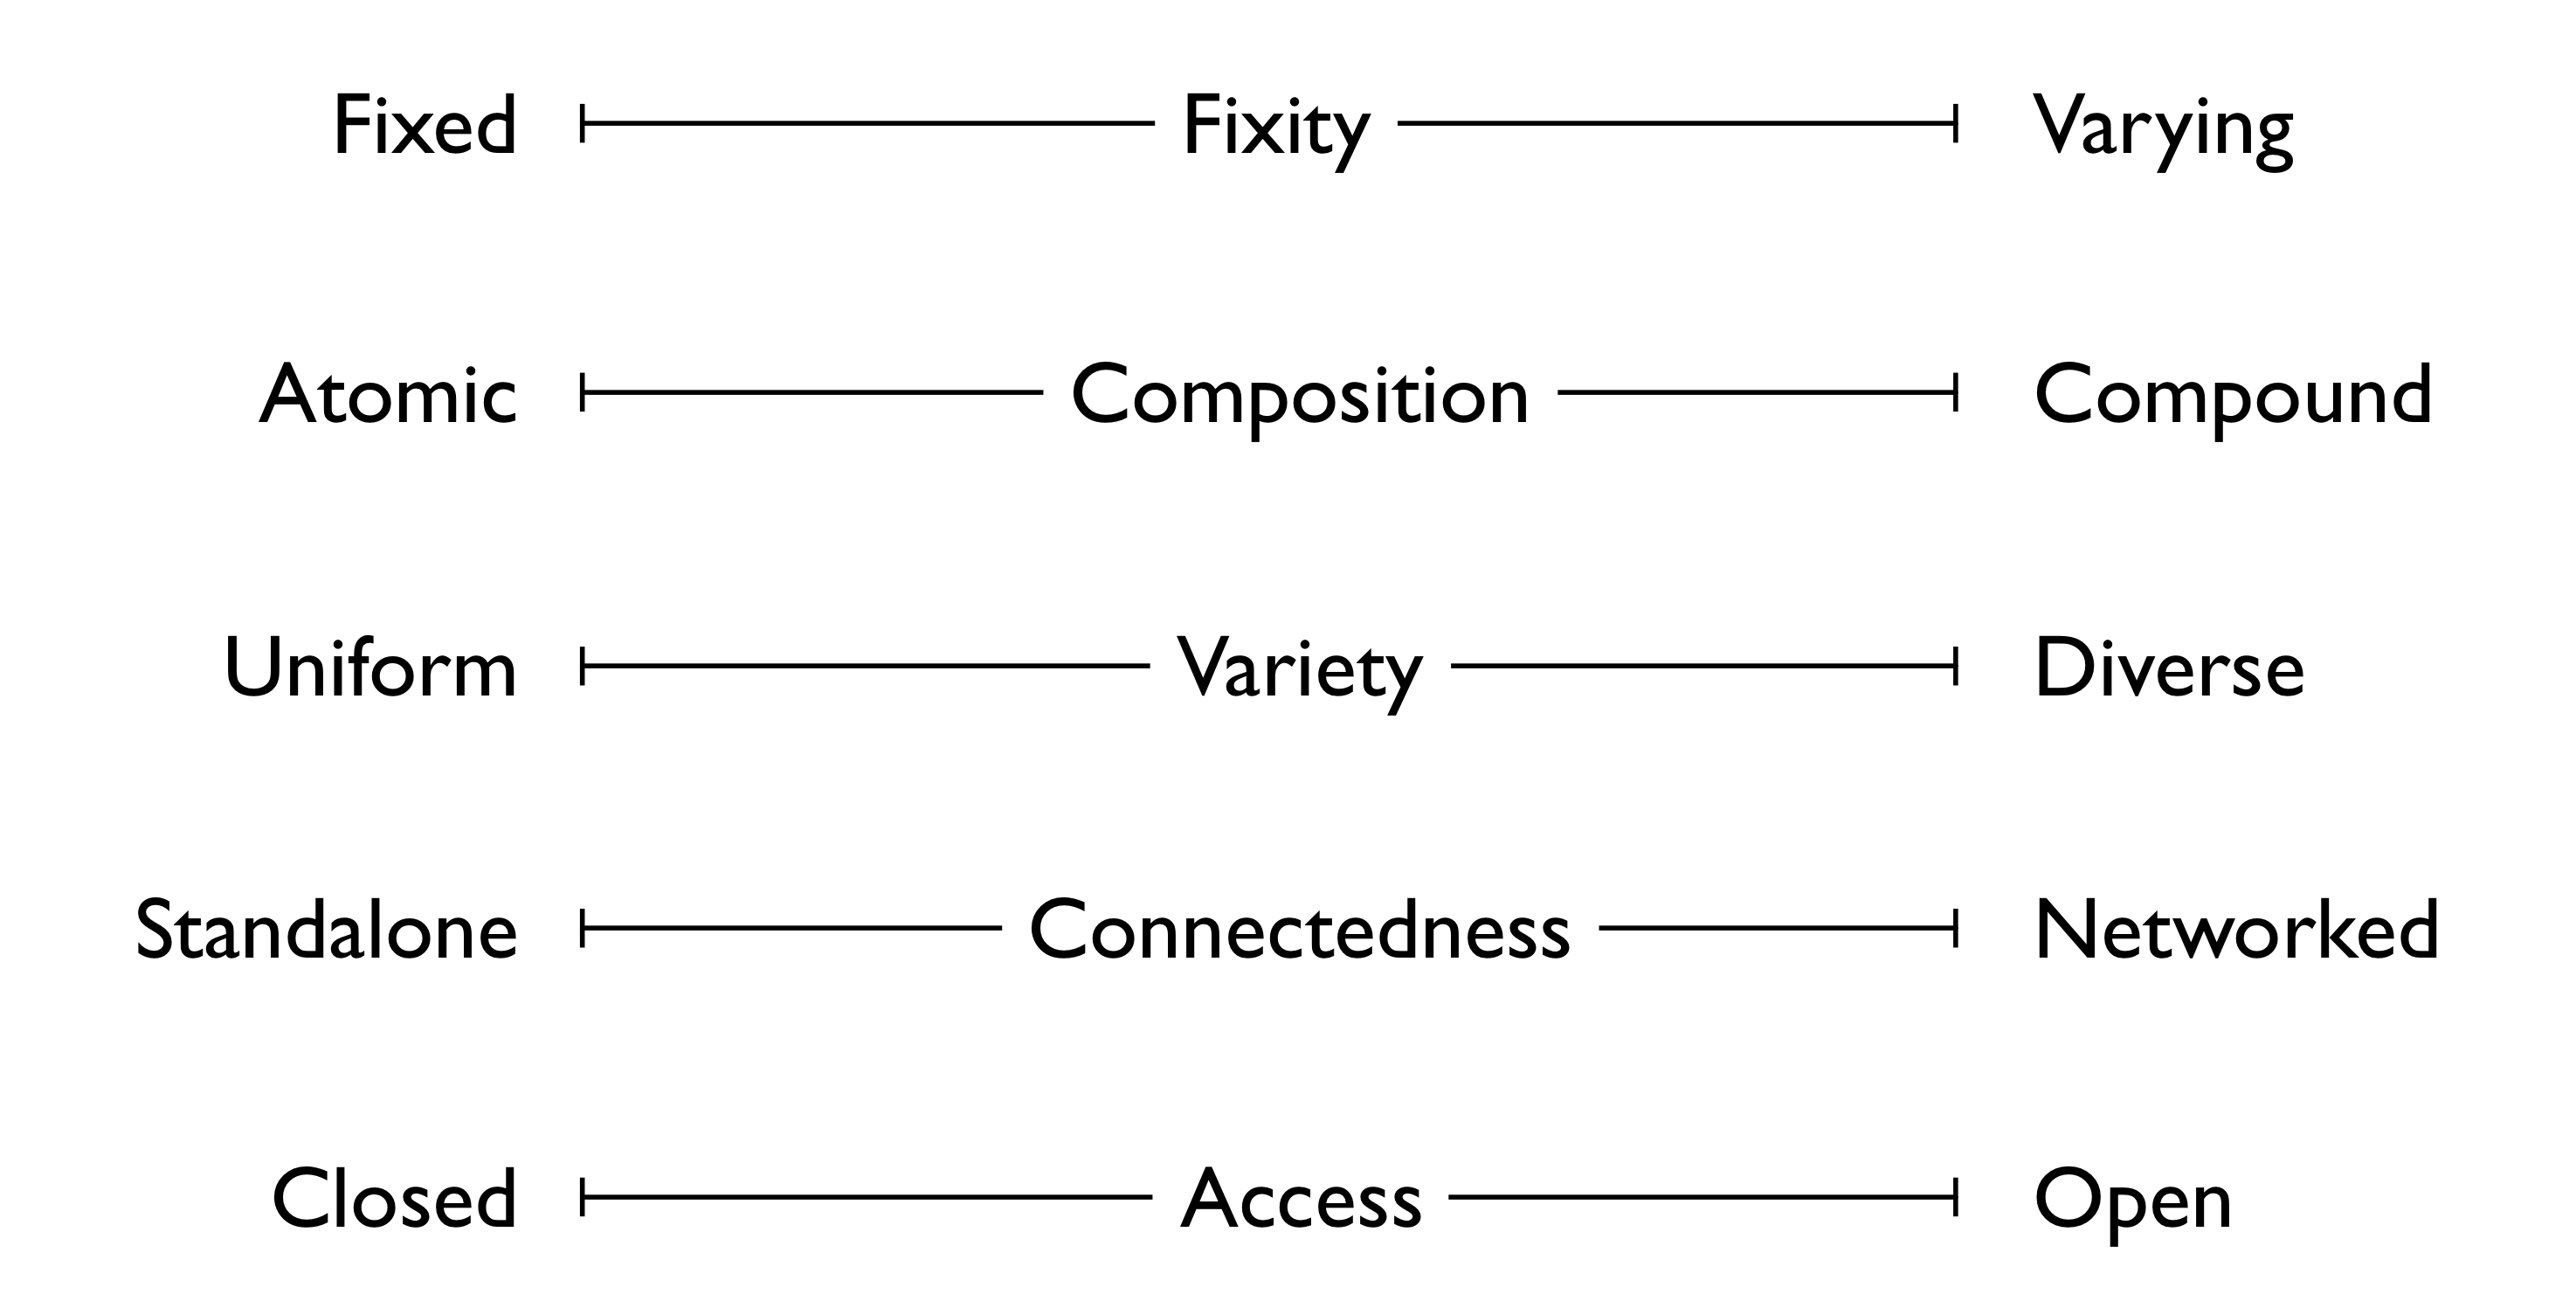 Fixed Fixity Varying
Atomic Composition Compound
Uniform Variety Diverse
Standalone Connectedness Networked
Closed Access Open